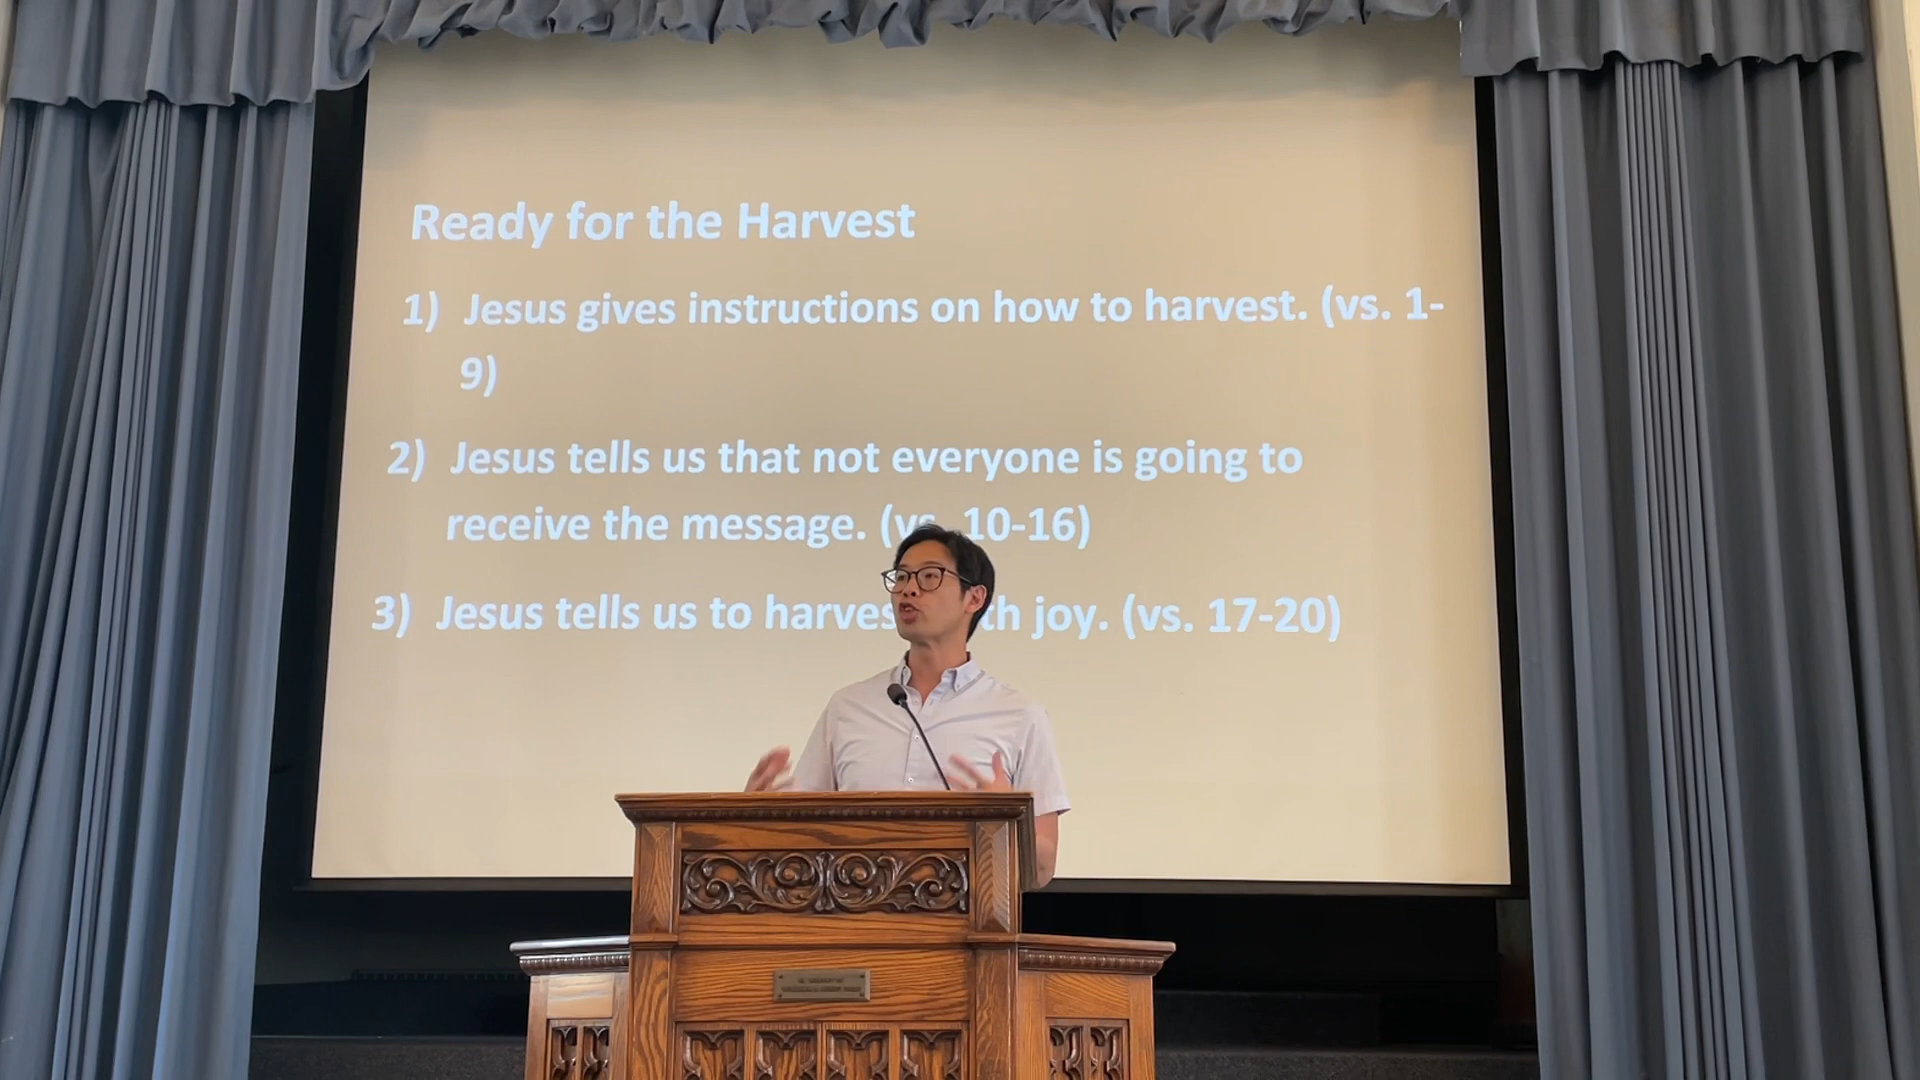 Ready for the Harvest
1) Jesus gives instructions on how to harvest. (vs. 1-
9)
2) Jesus tells us that not everyone is going to
receive the message. (vs. 10-16)
3) Jesus tells us to harves th joy. (vs. 17-20)